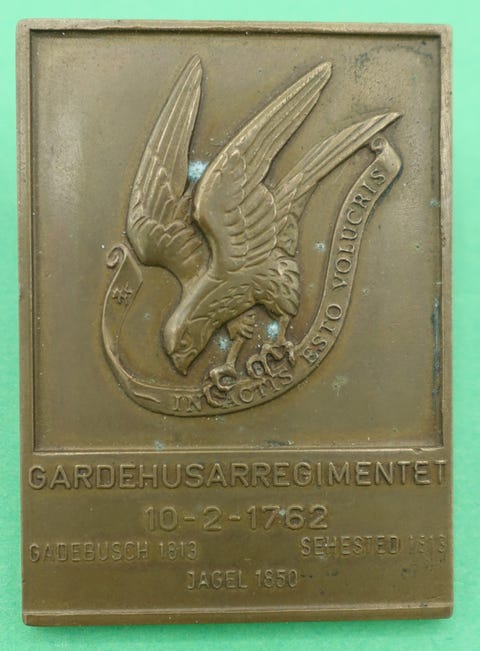 IN ACTIS ESTO VOLUCRIS
GARDEHUSARREGIMENTET
10-2-1762
GADEBUSCH 1813 SEHESTED 1813
JAGEL 1850